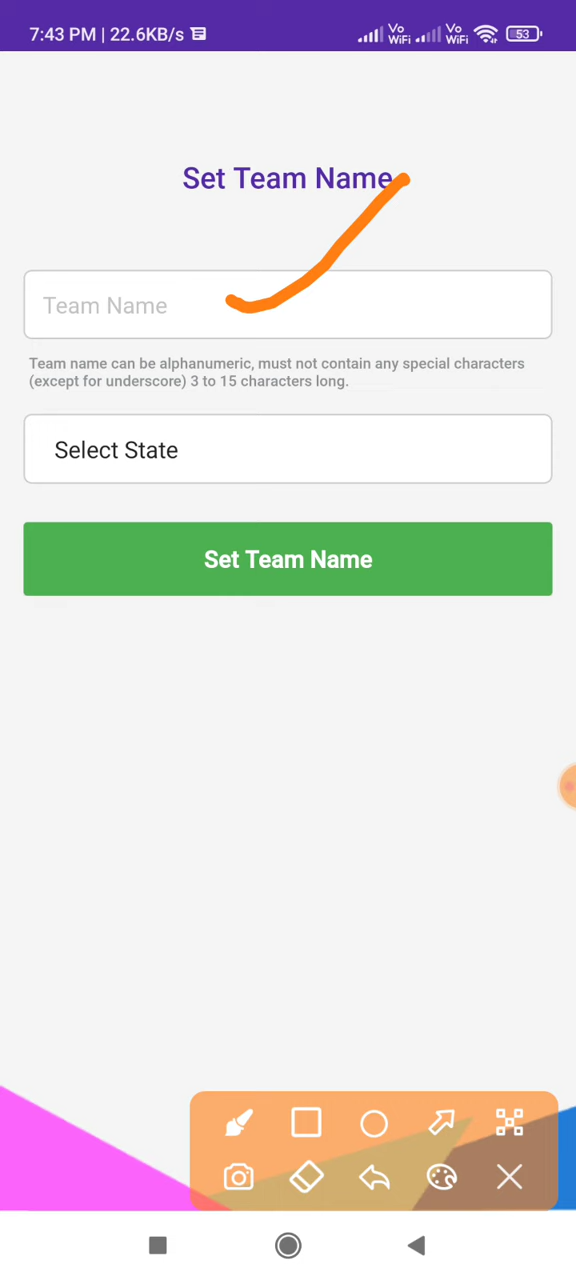 7:43 PM | 22.6KB/s
Vo WiFi
Vo WiFi
53
Set Team Name
Team Name
Team name can be alphanumeric, must not contain any special characters
(except for underscore) 3 to 15 characters long.
Select State
Set Team Name